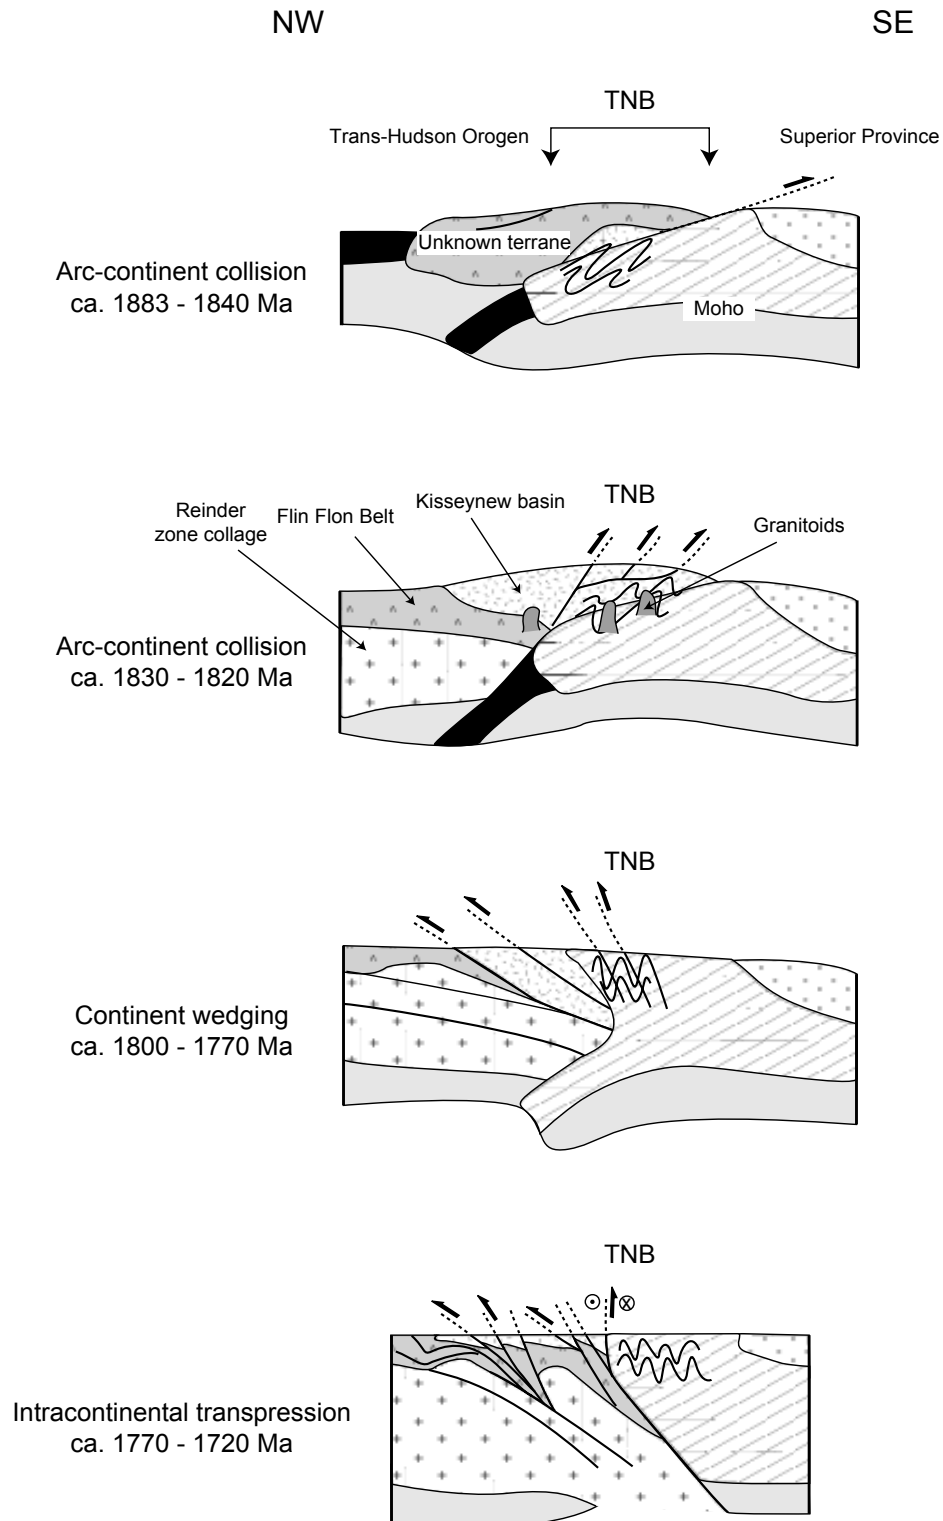 NW
SE
TNB
Trans-Hudson Orogen
Superior Province
Unknown terrane
Moho
Arc-continent collision
ca. 1883 - 1840 Ma
TNB
Kisseynew basin
Reinder
zone collage
Flin Flon Belt
Granitoids
Arc-continent collision
ca. 1830 - 1820 Ma
TNB
Continent wedging
ca. 1800 - 1770 Ma
TNB
Intracontinental transpression
ca. 1770 - 1720 Ma